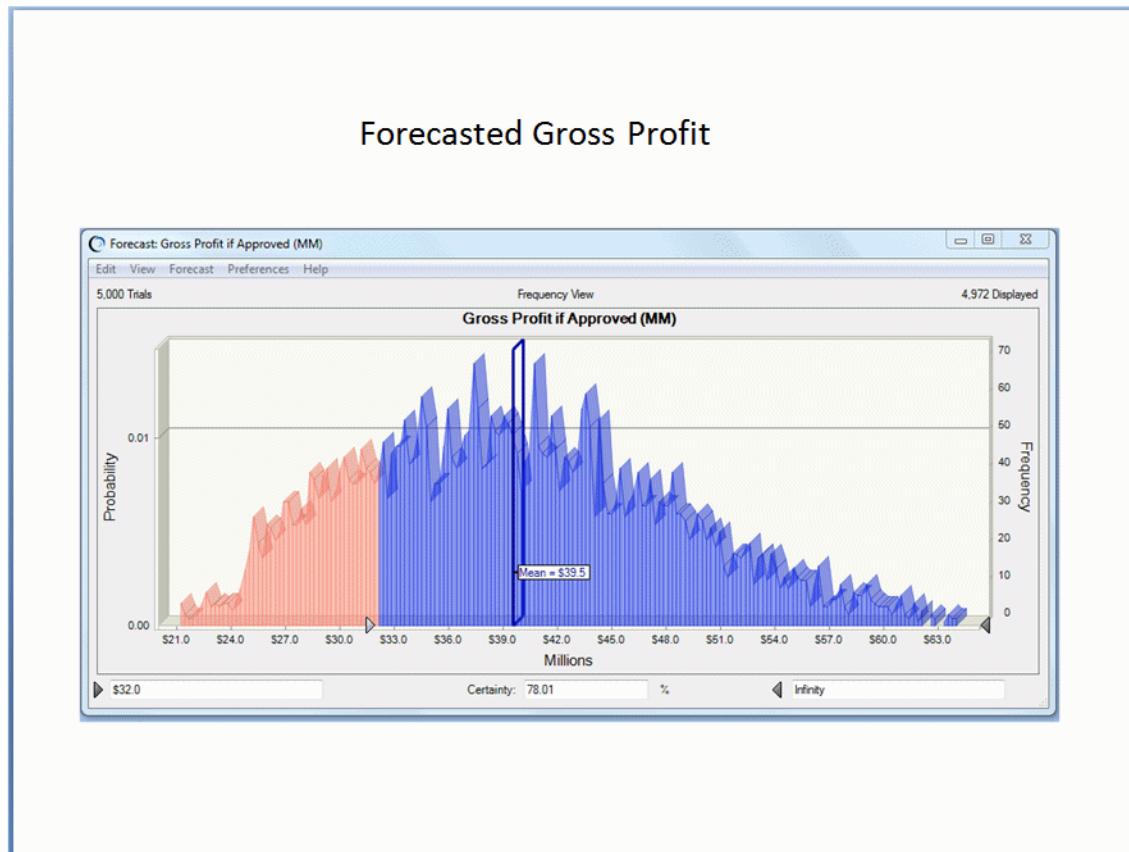 Forecasted Gross Profit
Forecast: Gross Profit if Approved (MM)
Edit View Forecast Preferences Help
5,000 Trials Frequency View 4,972 Displayed
Gross Profit if Approved (MM)
70
60
0.01 50
40
30
20
10
0.00 0
Probability
Frequency
Mean = $39.5
$21.0 $24.0 $27.0 $30.0 $33.0 $36.0 $39.0 $42.0 $45.0 $48.0 $51.0 $54.0 $57.0 $60.0 $63.0
Millions
$32.0 Certainty: 78.01 % Infinity